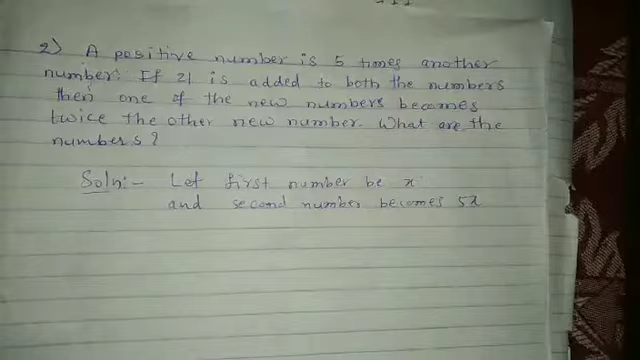 2) A positive number is 5 times another
number. If 21 is added to both the numbers
then one of the new numbers becomes
twice the other new number. What are the
numbers?
Soln:- Let first number be x
and second number becomes 5x